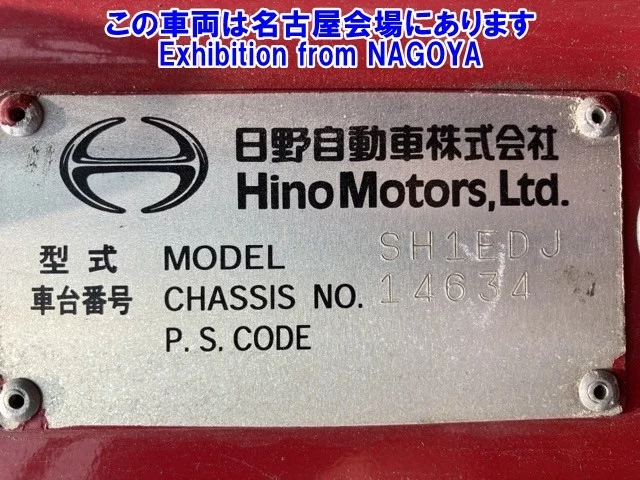 この車両は名古屋会場にあります
Exhibition from NAGOYA
日野自動車株式会社
Hino Motors, Ltd.
型式 MODEL SH1EDJ
車台番号 CHASSIS NO. 14634
P. S. CODE